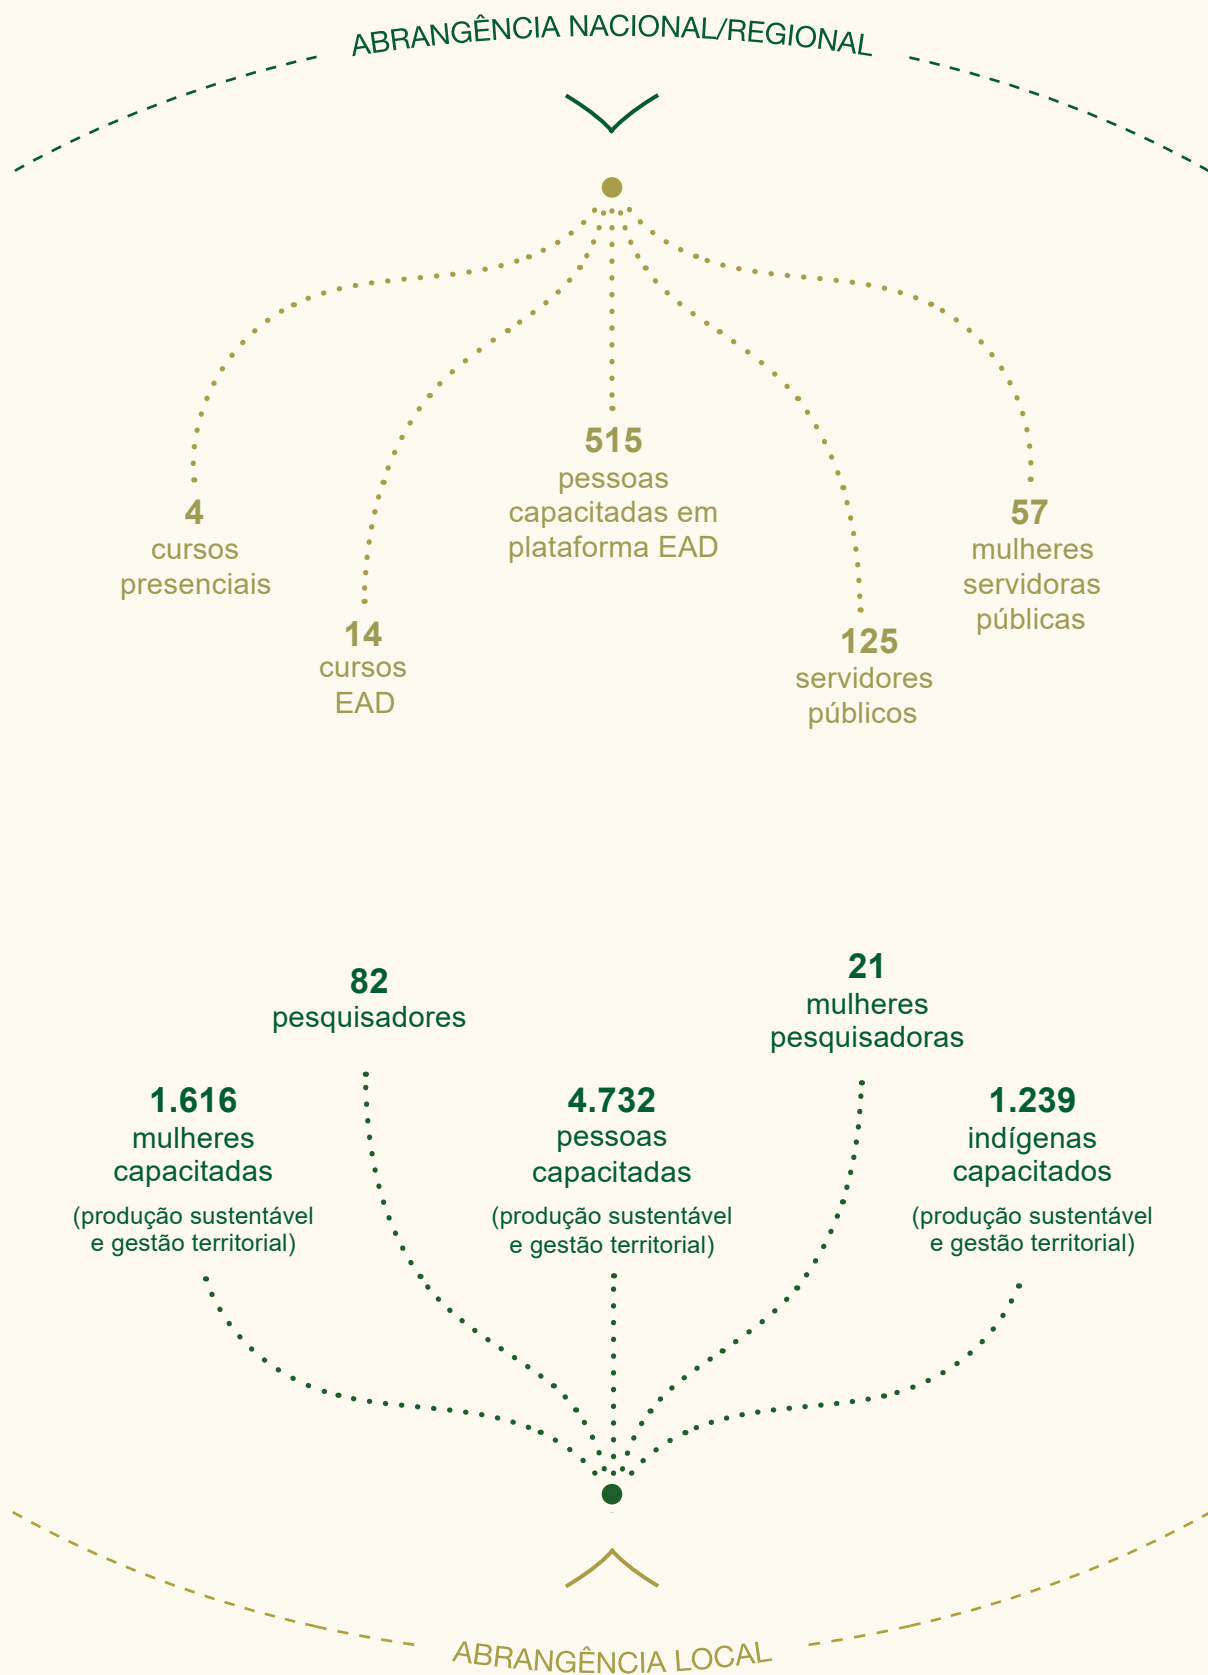 ABRANGÊNCIA NACIONAL/REGIONAL
4
cursos
presenciais
14
cursos
EAD
515
pessoas
capacitadas em
plataforma EAD
125
servidores
públicos
57
mulheres
servidoras
públicas
1.616
mulheres
capacitadas
(produção sustentável
e gestão territorial)
82
pesquisadores
4.732
pessoas
capacitadas
(produção sustentável
e gestão territorial)
21
mulheres
pesquisadoras
1.239
indígenas
capacitados
(produção sustentável
e gestão territorial)
ABRANGÊNCIA LOCAL